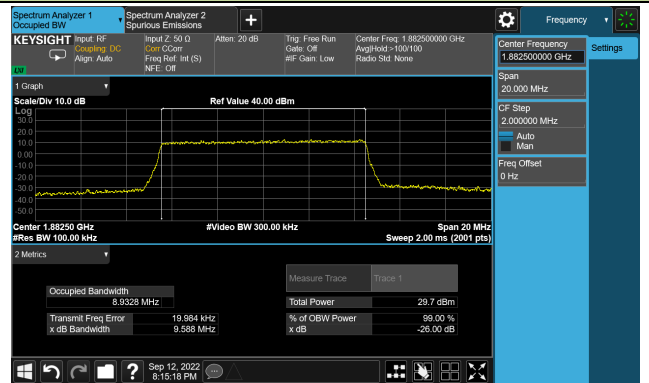 Spectrum Analyzer 1
Occupied BW
Spectrum Analyzer 2
Spurious Emissions
Frequency
KEYSIGHT
Input: RF
Coupling: DC
Align: Auto
Input Z: 50 Ω
Corr CCorr
Freq Ref: Int (S)
NFE: Off
Atten: 20 dB
Trig: Free Run
Gate: Off
#IF Gain: Low
Center Freq: 1.882500000 GHz
Avg|Hold:>100/100
Radio Std: None
Center Frequency
1.882500000 GHz
Settings
Span
20.000 MHz
CF Step
2.000000 MHz
Auto
Man
Freq Offset
0 Hz
1 Graph
Scale/Div 10.0 dB
Ref Value 40.00 dBm
Log
30.0
20.0
10.0
0.00
-10.0
-20.0
-30.0
-40.0
-50.0
Center 1.88250 GHz
#Video BW 300.00 kHz
Span 20 MHz
#Res BW 100.00 kHz
Sweep 2.00 ms (2001 pts)
2 Metrics
Measure Trace
Trace 1
Occupied Bandwidth
8.9328 MHz
Total Power
29.7 dBm
Transmit Freq Error
19.984 kHz
% of OBW Power
99.00 %
x dB Bandwidth
9.588 MHz
x dB
-26.00 dB
Sep 12, 2022
8:15:18 PM